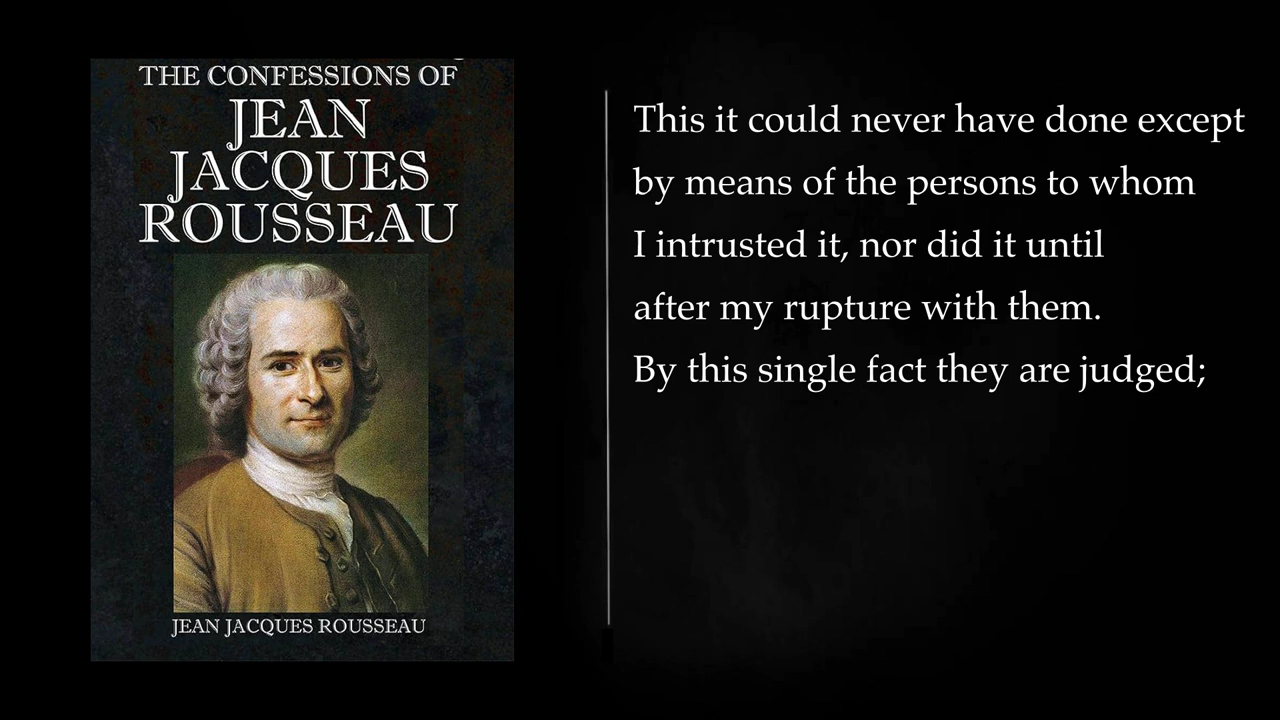 THE CONFESSIONS OF
JEAN
JACQUES
ROUSSEAU
JEAN JACQUES ROUSSEAU
This it could never have done except
by means of the persons to whom
I intrusted it, nor did it until
after my rupture with them.
By this single fact they are judged;